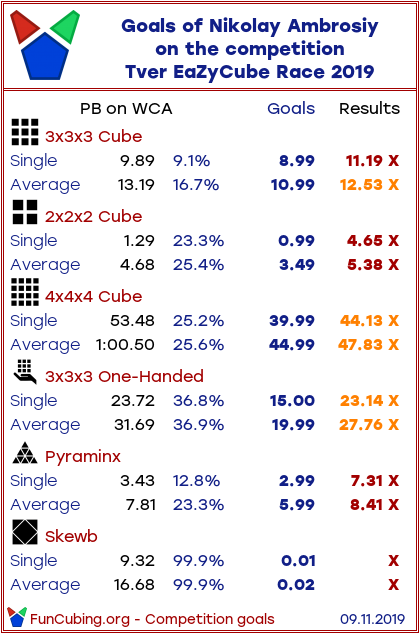 Goals of Nikolay Ambrosiy
on the competition
Tver EaZyCube Race 2019
PB on WCA Goals Results
3x3x3 Cube
Single 9.89 9.1% 8.99 11.19 X
Average 13.19 16.7% 10.99 12.53 X
2x2x2 Cube
Single 1.29 23.3% 0.99 4.65 X
Average 4.68 25.4% 3.49 5.38 X
4x4x4 Cube
Single 53.48 25.2% 39.99 44.13 X
Average 1:00.50 25.6% 44.99 47.83 X
3x3x3 One-Handed
Single 23.72 36.8% 15.00 23.14 X
Average 31.69 36.9% 19.99 27.76 X
Pyraminx
Single 3.43 12.8% 2.99 7.31 X
Average 7.81 23.3% 5.99 8.41 X
Skewb
Single 9.32 99.9% 0.01 X
Average 16.68 99.9% 0.02 X
FunCubing.org - Competition goals 09.11.2019